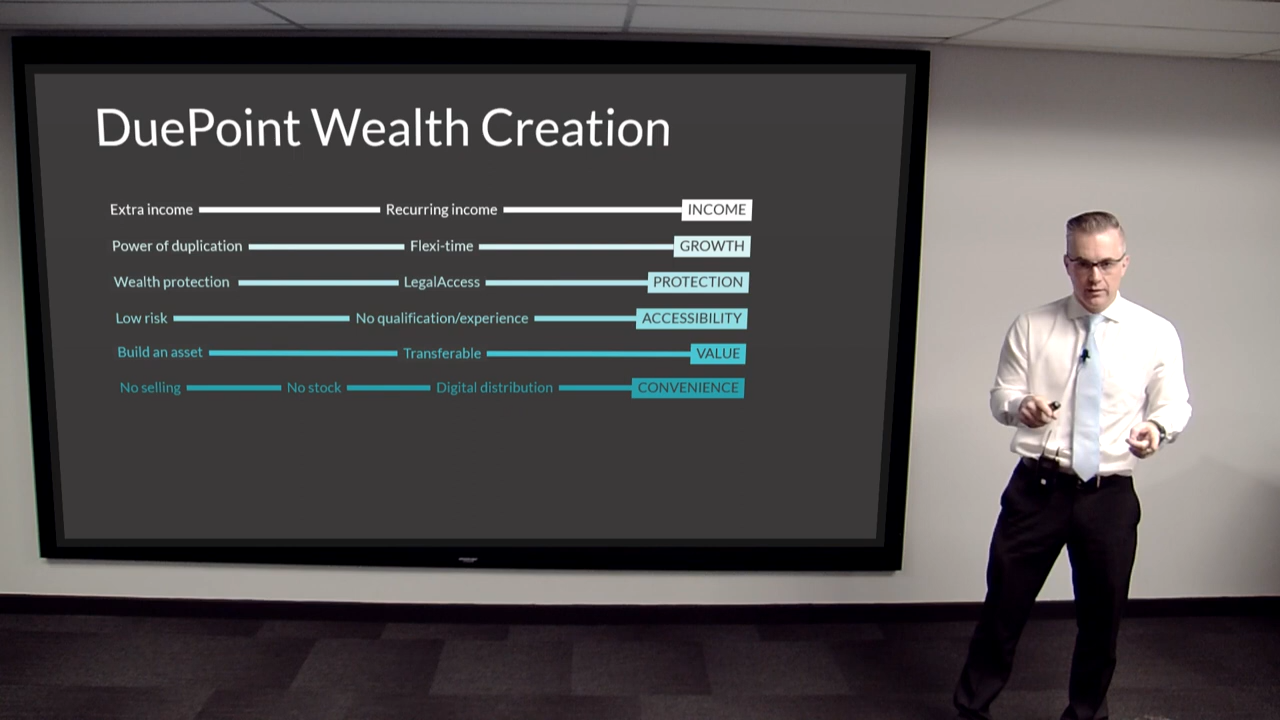 DuePoint Wealth Creation
Extra income Recurring income INCOME
Power of duplication Flexi-time GROWTH
Wealth protection LegalAccess PROTECTION
Low risk No qualification/experience ACCESSIBILITY
Build an asset Transferable VALUE
No selling No stock Digital distribution CONVENIENCE